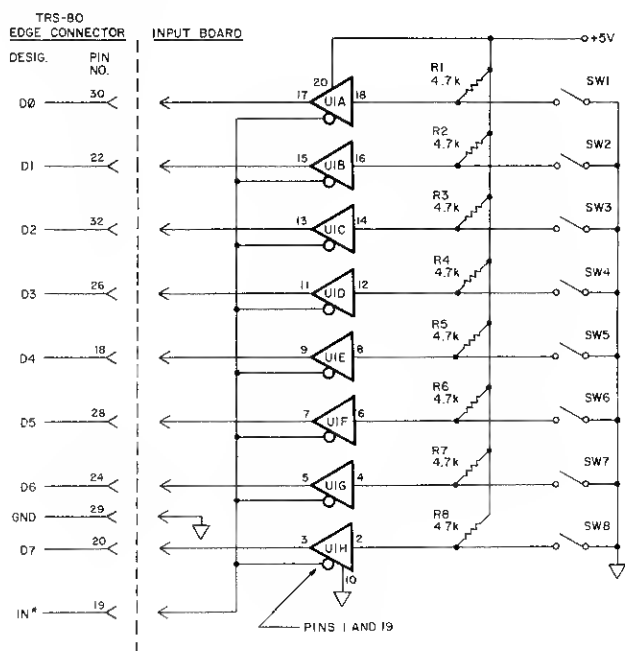 TRS-80
EDGE CONNECTOR
INPUT BOARD
DESIG.
PIN
NO.
+5V
D0 30
17 20 U1A 18
R1
4.7k
SW1
D1 22
15 U1B 16
R2
4.7k
SW2
D2 32
13 U1C 14
R3
4.7k
SW3
D3 26
11 U1D 12
R4
4.7k
SW4
D4 18
9 U1E 8
R5
4.7k
SW5
D5 28
7 U1F 6
R6
4.7k
SW6
D6 24
5 U1G 4
R7
4.7k
SW7
GND 29
D7 20
3 U1H 2
10
R8
4.7k
SW8
IN* 19
PINS 1 AND 19